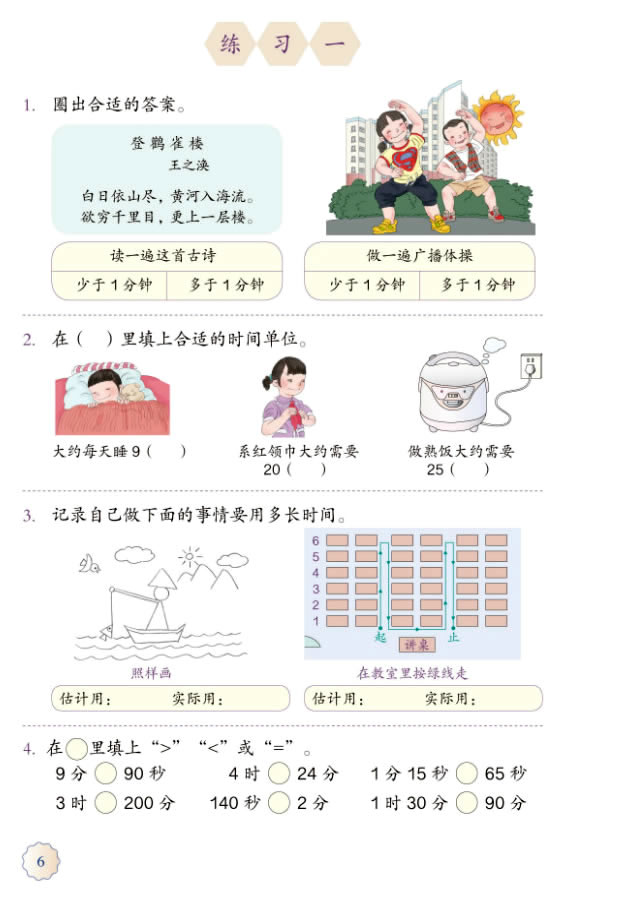 练习一
1. 圈出合适的答案。
登鹳雀楼
王之涣
白日依山尽，黄河入海流。
欲穷千里目，更上一层楼。
读一遍这首古诗
少于1分钟 多于1分钟
做一遍广播体操
少于1分钟 多于1分钟
2. 在（ ）里填上合适的时间单位。
大约每天睡9（ ）
系红领巾大约需要
20（ ）
做熟饭大约需要
25（ ）
3. 记录自己做下面的事情要用多长时间。
6
5
4
3
2
1
起 止
讲桌
照样画
估计用： 实际用：
在教室里按绿线走
估计用： 实际用：
4. 在○里填上“>”“<”或“=”。
9分○90秒 4时○24分 1分15秒○65秒
3时○200分 140秒○2分 1时30分○90分
6